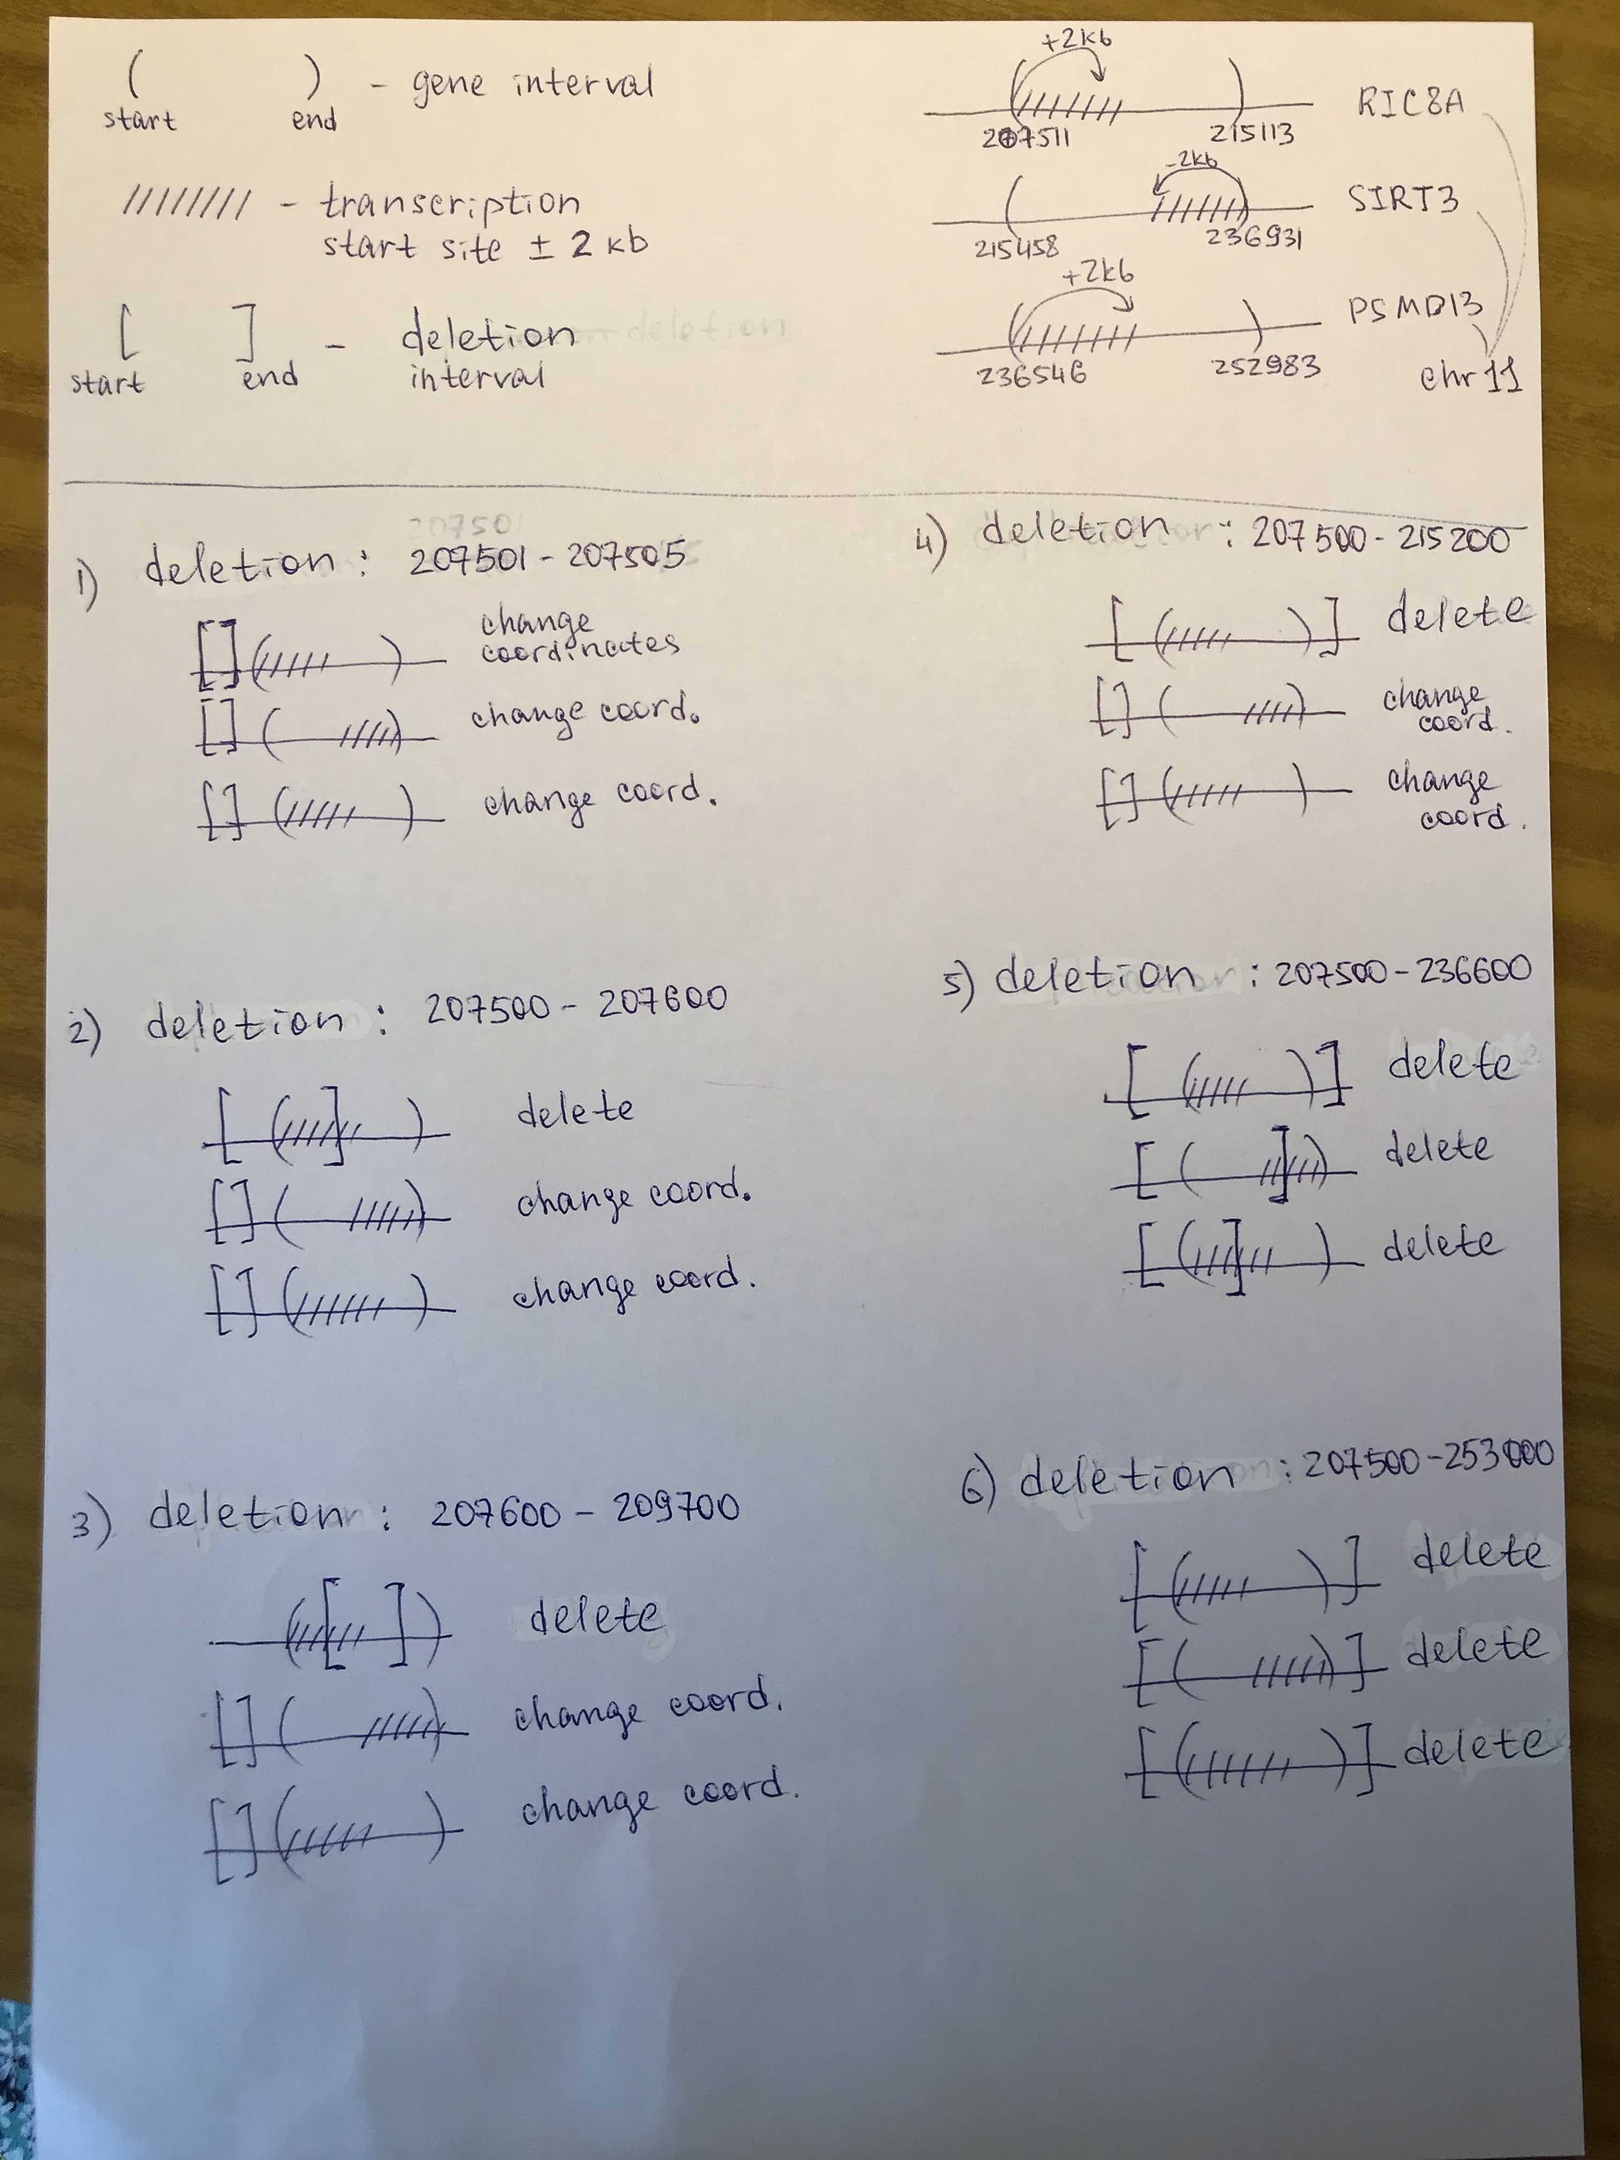 ( ) - gene interval
start end
//////// - transcription
start site ± 2 kb
[ ] - deletion
start end interval
+2kb
RIC8A
207511 215113
-2kb
SIRT3
215458 236931
+2kb
PSMD13
236546 252983
chr 11
1) deletion : 207501 - 207505
change
coordinates
change coord.
change coord.
2) deletion : 207500 - 207600
delete
change coord.
change coord.
3) deletion : 207600 - 209700
delete
change coord.
change coord.
4) deletion : 207500 - 215200
delete
change
coord.
change
coord.
5) deletion : 207500 - 236600
delete
delete
delete
6) deletion : 207500 - 253000
delete
delete
delete